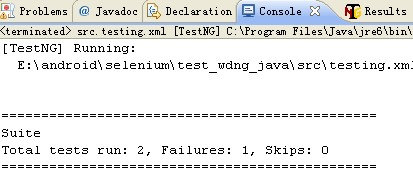 Problems @ Javadoc Declaration Console Results
<terminated> src.testing.xml [TestNG] C:\Program Files\Java\jre6\bin\
[TestNG] Running:
E:\android\selenium\test_wdng_java\src\testing.xml
===============================================
Suite
Total tests run: 2, Failures: 1, Skips: 0
===============================================